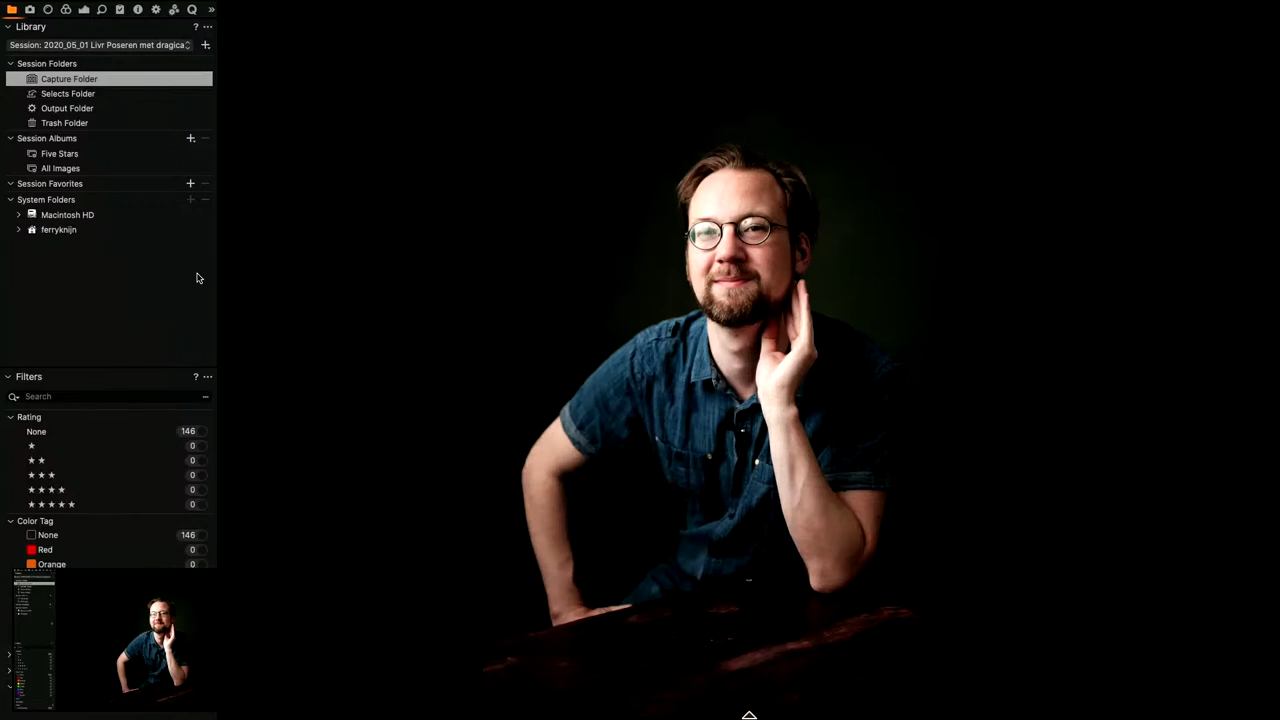 Library
?
Session: 2020_05_01 Livr Poseren met dragica
Session Folders
Capture Folder
Selects Folder
Output Folder
Trash Folder
Session Albums
Five Stars
All Images
Session Favorites
System Folders
Macintosh HD
ferryknijn
Filters
?
Search
Rating
None 146
★ 0
★ ★ 0
★ ★ ★ 0
★ ★ ★ ★ 0
★ ★ ★ ★ ★ 0
Color Tag
None 146
Red 0
Orange 0